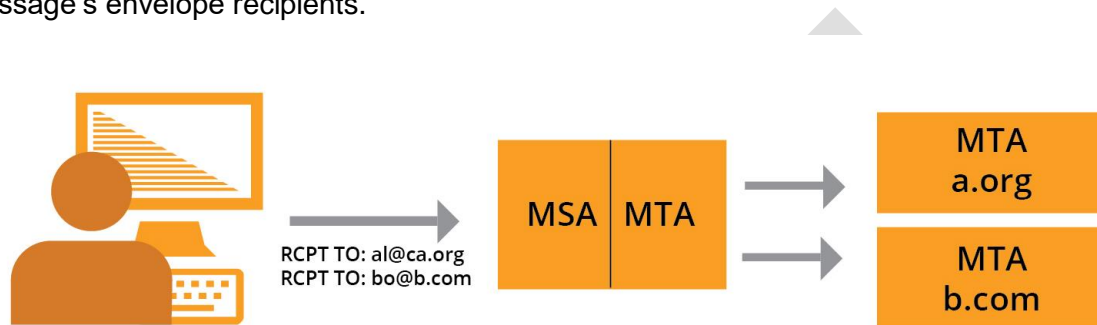 ssage's envelope recipients.
RCPT TO: al@ca.org
RCPT TO: bo@b.com
MSA MTA
MTA
a.org
MTA
b.com